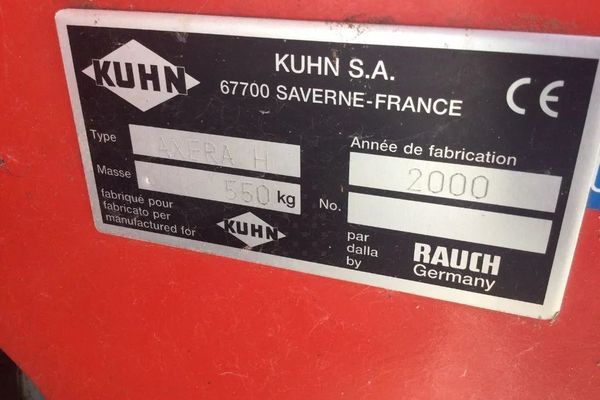 KUHN
KUHN S.A.
67700 SAVERNE-FRANCE
CE
Type AXERA H
Masse 550 kg
Année de fabrication 2000
No.
fabriqué pour
fabricato per
manufactured for
KUHN
par
dalla
by
RAUCH
Germany